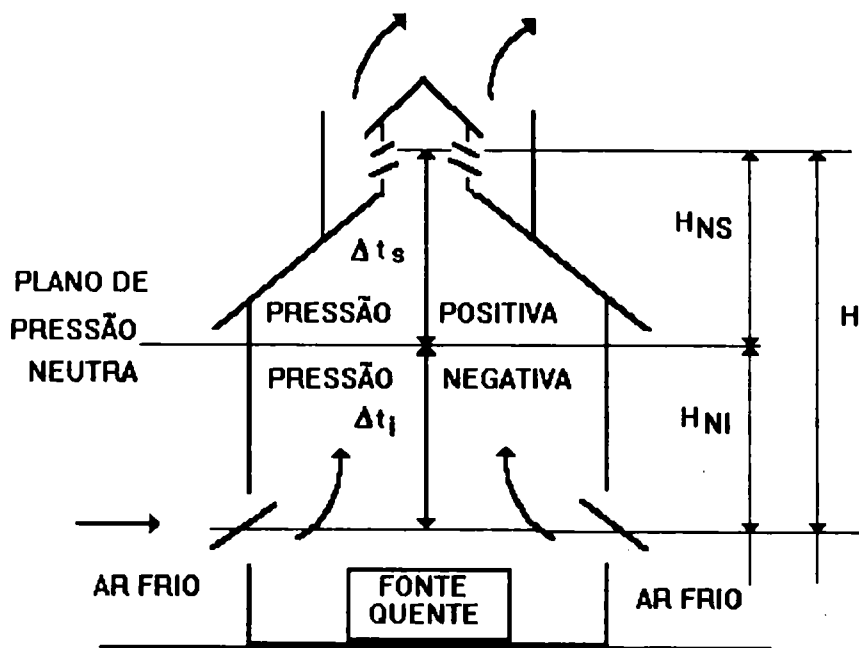 H_NS
Δt_s
PLANO DE
PRESSÃO
NEUTRA
PRESSÃO POSITIVA
H
PRESSÃO NEGATIVA
Δt_i
H_NI
AR FRIO
FONTE
QUENTE
AR FRIO